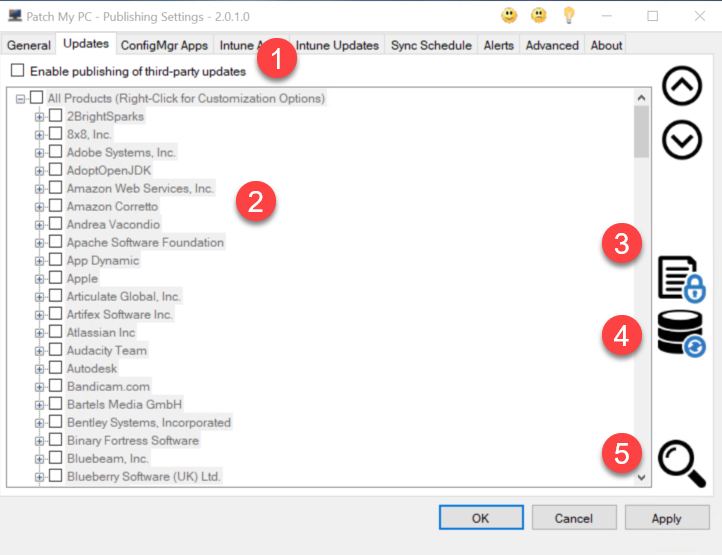 Patch My PC - Publishing Settings - 2.0.1.0
General Updates ConfigMgr Apps Intune A Intune Updates Sync Schedule Alerts Advanced About
1
Enable publishing of third-party updates
All Products (Right-Click for Customization Options)
2BrightSparks
8x8, Inc.
Adobe Systems, Inc.
AdoptOpenJDK
Amazon Web Services, Inc.
Amazon Corretto
2
Andrea Vacondio
Apache Software Foundation
3
App Dynamic
Apple
Articulate Global, Inc.
Artifex Software Inc.
Atlassian Inc
4
Audacity Team
Autodesk
Bandicam.com
Bartels Media GmbH
Bentley Systems, Incorporated
Binary Fortress Software
5
Bluebeam, Inc.
Blueberry Software (UK) Ltd.
OK Cancel Apply